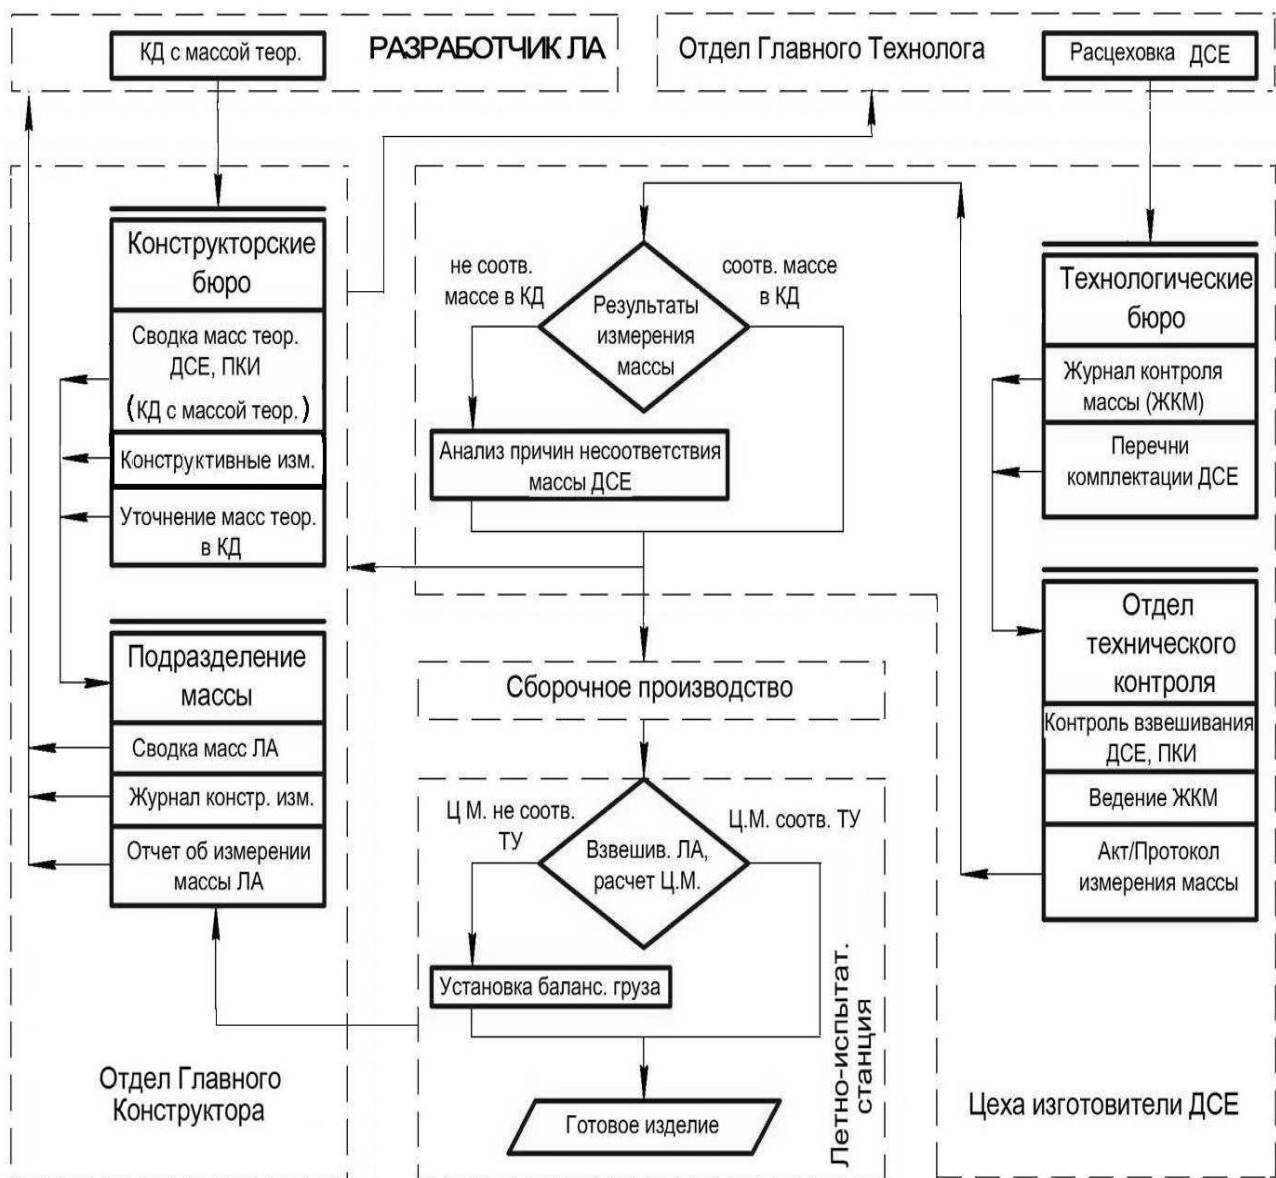 КД с массой теор.
РАЗРАБОТЧИК ЛА
Отдел Главного Технолога
Расцеховка ДСЕ
Конструкторские
бюро
Сводка масс теор.
ДСЕ, ПКИ
(КД с массой теор.)
Конструктивные изм.
Уточнение масс теор.
в КД
Подразделение
массы
Сводка масс ЛА
Журнал констр. изм.
Отчет об измерении
массы ЛА
Отдел Главного
Конструктора
не соотв.
массе в КД
соотв. массе
в КД
Результаты
измерения
массы
Анализ причин несоответствия
массы ДСЕ
Сборочное производство
Ц М. не соотв.
ТУ
Ц.М. соотв. ТУ
Взвешив. ЛА,
расчет Ц.М.
Установка баланс. груза
Готовое изделие
Летно-испытат.
станция
Технологические
бюро
Журнал контроля
массы (ЖКМ)
Перечни
комплектации ДСЕ
Отдел
технического
контроля
Контроль взвешивания
ДСЕ, ПКИ
Ведение ЖКМ
Акт/Протокол
измерения массы
Цеха изготовители ДСЕ